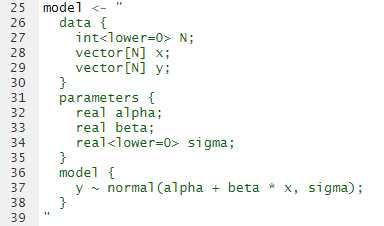 25 model <- "
26   data {
27     int<lower=0> N;
28     vector[N] x;
29     vector[N] y;
30   }
31   parameters {
32     real alpha;
33     real beta;
34     real<lower=0> sigma;
35   }
36   model {
37     y ~ normal(alpha + beta * x, sigma);
38   }
39 "